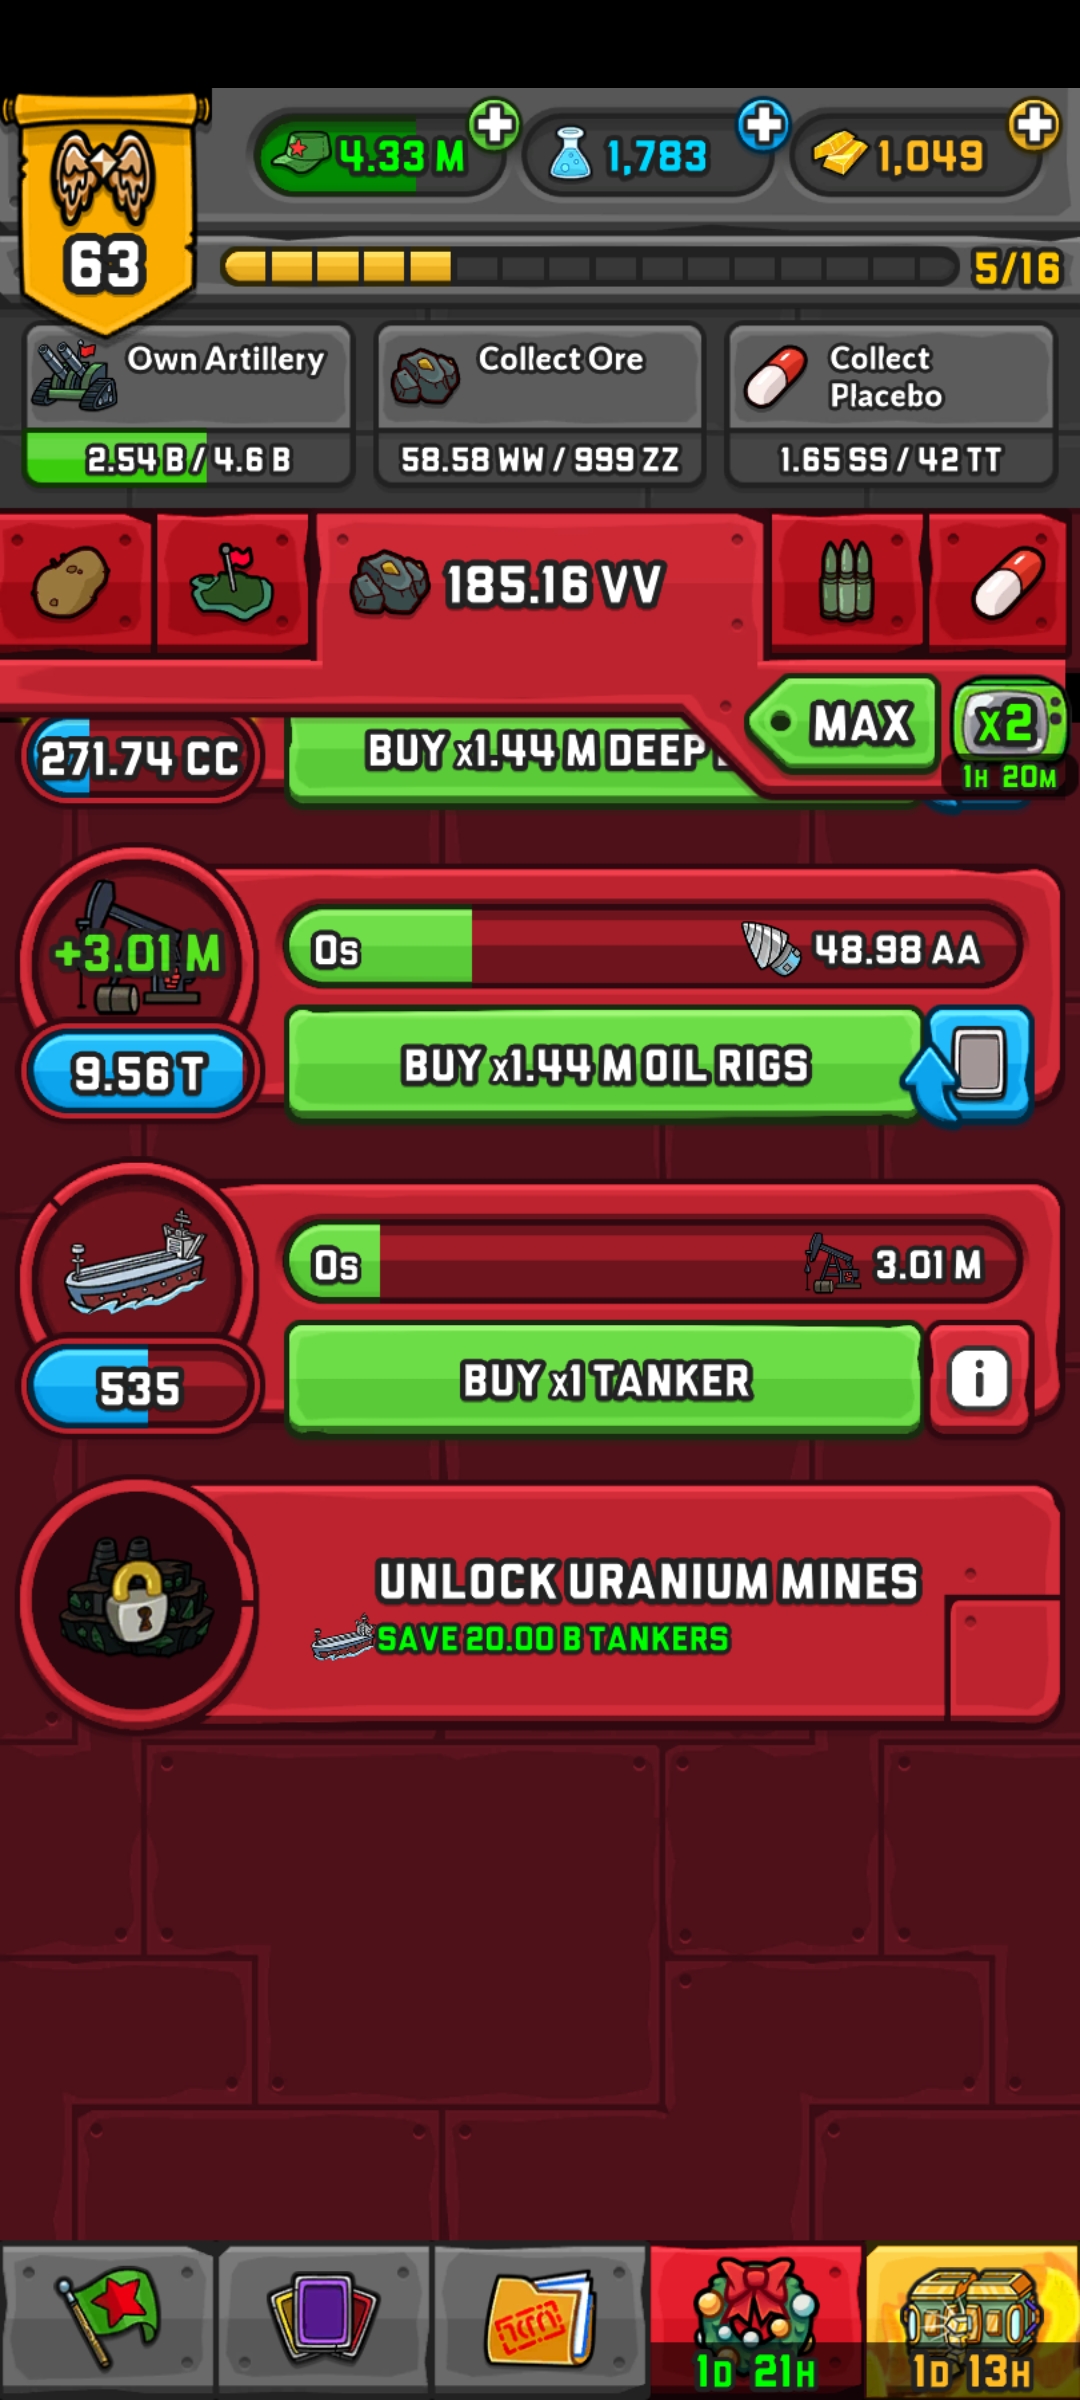 4.33 M
1,783
1,049
63
5/16
Own Artillery
2.54 B / 4.6 B
Collect Ore
58.58 WW / 999 ZZ
Collect
Placebo
1.65 SS / 42 TT
185.16 VV
MAX
X2
1H 20M
271.74 CC
BUY x1.44 M DEEP
+3.01 M
0s
48.98 AA
9.56 T
BUY x1.44 M OIL RIGS
0s
3.01 M
535
BUY x1 TANKER
i
UNLOCK URANIUM MINES
SAVE 20.00 B TANKERS
1D 21H
1D 13H